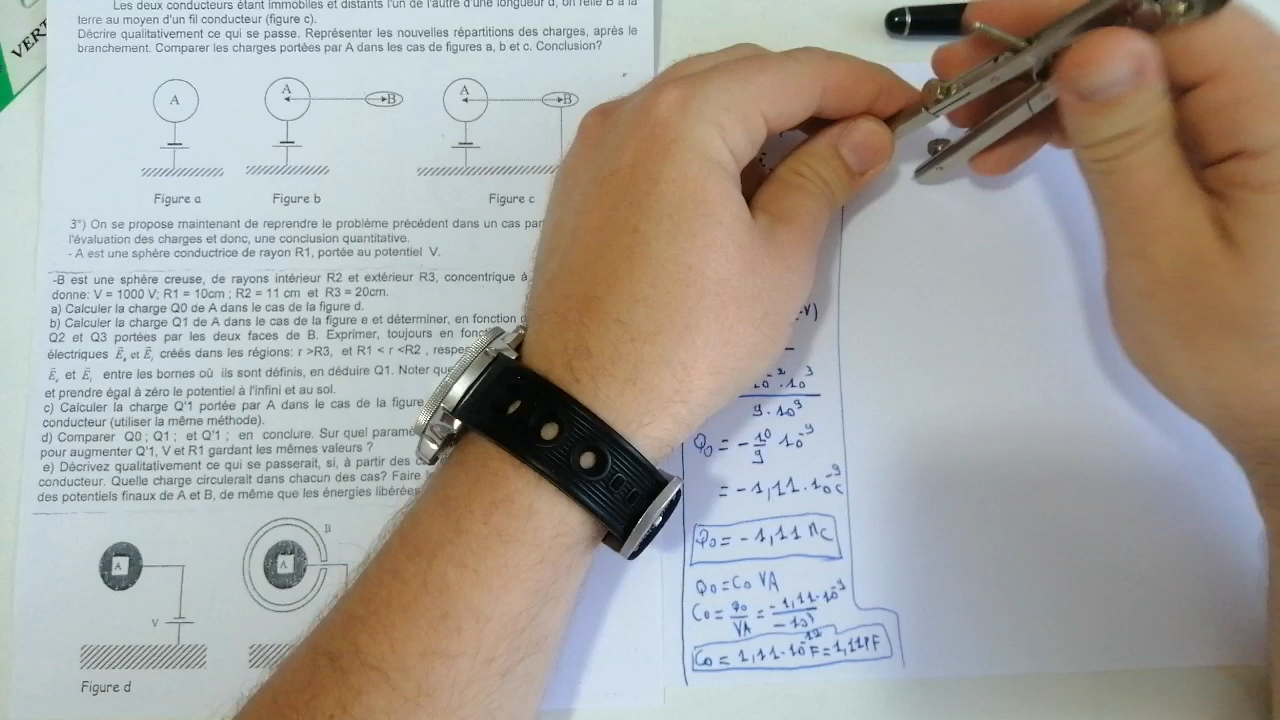 VERT
Les deux conducteurs étant immobiles et distants l'un de l'autre d'une longueur d, on relie B à la
terre au moyen d'un fil conducteur (figure c).
Décrire qualitativement ce qui se passe. Représenter les nouvelles répartitions des charges, après le
branchement. Comparer les charges portées par A dans les cas de figures a, b et c. Conclusion?
A
A
B
A
B
Figure a
Figure b
Figure c
3°) On se propose maintenant de reprendre le problème précédent dans un cas
l'évaluation des charges et donc, une conclusion quantitative.
- A est une sphère conductrice de rayon R1, portée au potentiel V.
-B est une sphère creuse, de rayons intérieur R2 et extérieur R3, concentrique à
donne: V = 1000 V; R1 = 10cm ; R2 = 11 cm et R3 = 20cm.
a) Calculer la charge Q0 de A dans le cas de la figure d.
b) Calculer la charge Q1 de A dans le cas de la figure e et déterminer, en fonction
Q2 et Q3 portées par les deux faces de B. Exprimer, toujours en
électriques E⃗e et E⃗i créés dans les régions: r >R3, et R1 < r <R2 ,
E⃗e et E⃗i entre les bornes où ils sont définis, en déduire Q1. Noter
et prendre égal à zéro le potentiel à l'infini et au sol.
c) Calculer la charge Q'1 portée par A dans le cas de la
conducteur (utiliser la même méthode).
d) Comparer Q0 ; Q1 ; et Q'1 ; en conclure. Sur quel
pour augmenter Q'1, V et R1 gardant les mêmes valeurs ?
e) Décrivez qualitativement ce qui se passerait, si, à partir des
conducteur. Quelle charge circulerait dans chacun des cas? Faire
des potentiels finaux de A et B, de même que les énergies libérées
A
V
A
B
Figure d
-V)
10⁻² . 10³
9 . 10⁹
Q0 = - 10/9 10⁻⁹
= - 1,11 . 10⁻⁹ C
Q0 = - 1,11 nC
Q0 = C0 VA
C0 = Q0/VA = -1,11 . 10⁻⁹/-10³
C0 = 1,11 . 10⁻¹² F = 1,11 PF